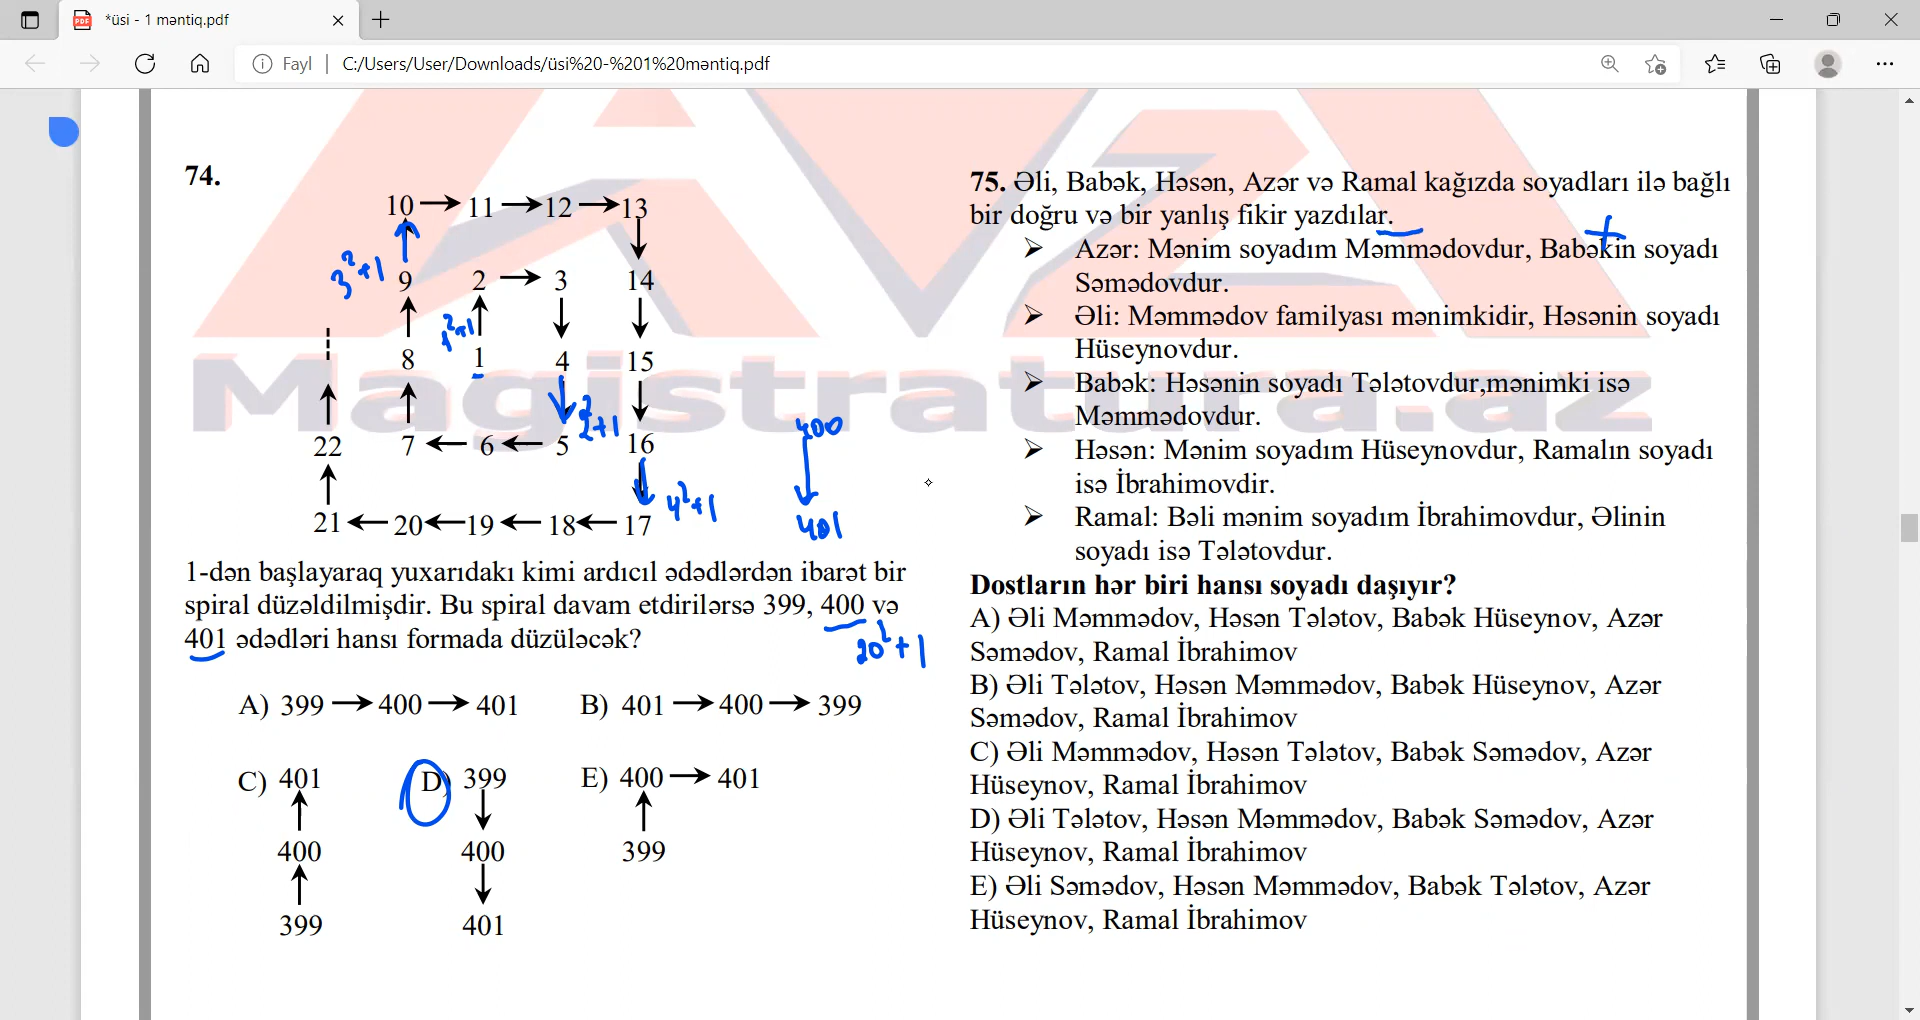 *üsi - 1 məntiq.pdf
Fayl | C:/Users/User/Downloads/üsi%20-%201%20məntiq.pdf
Magistratura.az
74.
10 → 11 → 12 → 13
3²+1
9 2 → 3 14
1²+1
8 1 4 15
2²+1
22 7 ← 6 ← 5 16
4²+1
21 ← 20 ← 19 ← 18 ← 17
400
401
1-dən başlayaraq yuxarıdakı kimi ardıcıl ədədlərdən ibarət bir
spiral düzəldilmişdir. Bu spiral davam etdirilərsə 399, 400 və
401 ədədləri hansı formada düzüləcək?
20²+1
A) 399 → 400 → 401 B) 401 → 400 → 399
C) 401 D) 399 E) 400 → 401
400 400 399
399 401
75. Əli, Babək, Həsən, Azər və Ramal kağızda soyadları ilə bağlı
bir doğru və bir yanlış fikir yazdılar.
+
➢ Azər: Mənim soyadım Məmmədovdur, Babəkin soyadı
Səmədovdur.
➢ Əli: Məmmədov familyası mənimkidir, Həsənin soyadı
Hüseynovdur.
➢ Babək: Həsənin soyadı Tələtovdur,mənimki isə
Məmmədovdur.
➢ Həsən: Mənim soyadım Hüseynovdur, Ramalın soyadı
isə İbrahimovdir.
➢ Ramal: Bəli mənim soyadım İbrahimovdur, Əlinin
soyadı isə Tələtovdur.
Dostların hər biri hansı soyadı daşıyır?
A) Əli Məmmədov, Həsən Tələtov, Babək Hüseynov, Azər
Səmədov, Ramal İbrahimov
B) Əli Tələtov, Həsən Məmmədov, Babək Hüseynov, Azər
Səmədov, Ramal İbrahimov
C) Əli Məmmədov, Həsən Tələtov, Babək Səmədov, Azər
Hüseynov, Ramal İbrahimov
D) Əli Tələtov, Həsən Məmmədov, Babək Səmədov, Azər
Hüseynov, Ramal İbrahimov
E) Əli Səmədov, Həsən Məmmədov, Babək Tələtov, Azər
Hüseynov, Ramal İbrahimov